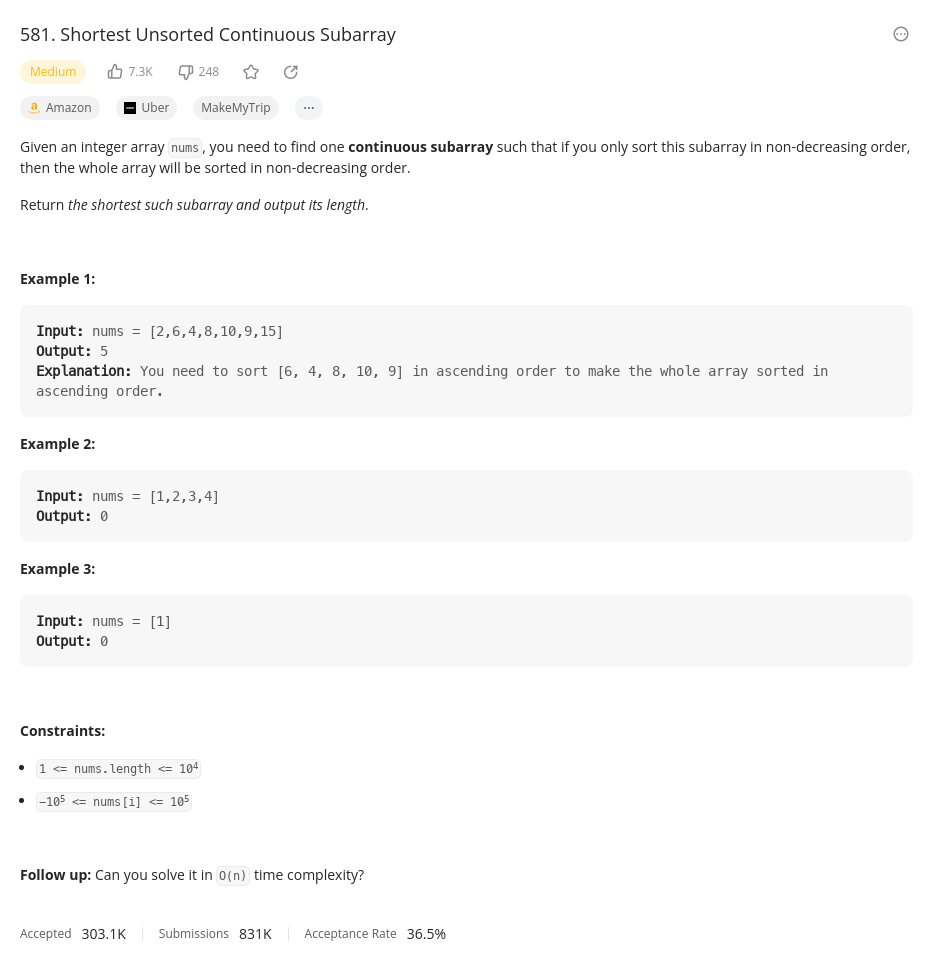 581. Shortest Unsorted Continuous Subarray
Medium 7.3K 248
a Amazon Uber MakeMyTrip ...
Given an integer array nums, you need to find one continuous subarray such that if you only sort this subarray in non-decreasing order,
then the whole array will be sorted in non-decreasing order.
Return the shortest such subarray and output its length.
Example 1:
Input: nums = [2,6,4,8,10,9,15]
Output: 5
Explanation: You need to sort [6, 4, 8, 10, 9] in ascending order to make the whole array sorted in
ascending order.
Example 2:
Input: nums = [1,2,3,4]
Output: 0
Example 3:
Input: nums = [1]
Output: 0
Constraints:
• 1 <= nums.length <= 10⁴
• -10⁵ <= nums[i] <= 10⁵
Follow up: Can you solve it in O(n) time complexity?
Accepted 303.1K Submissions 831K Acceptance Rate 36.5%